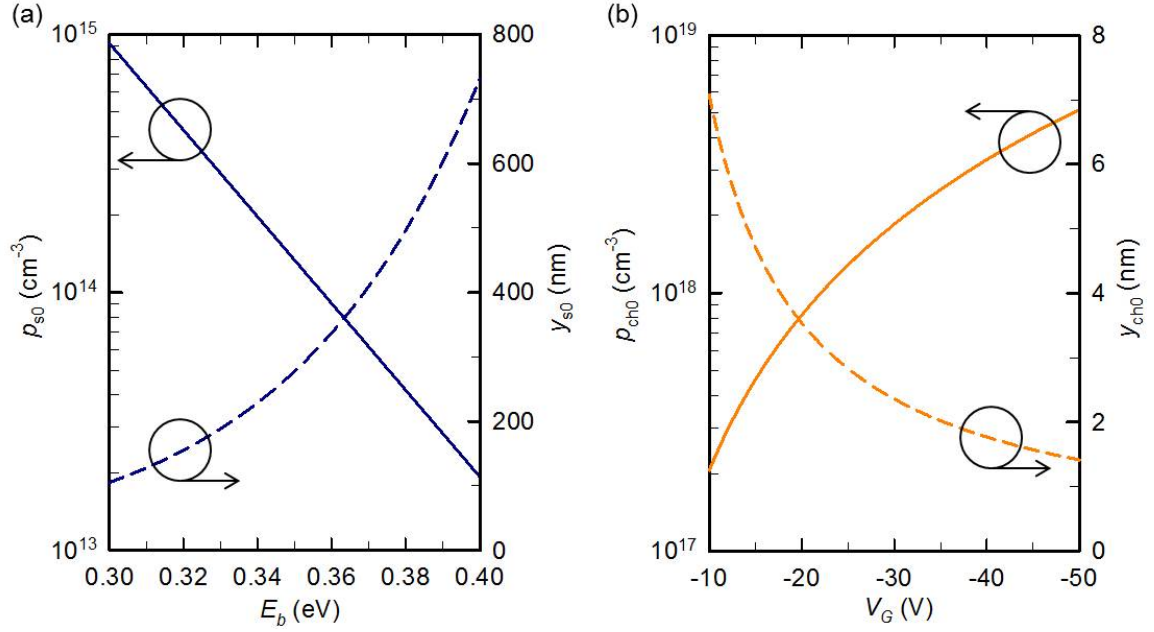 (a)
10^15
10^14
10^13
p_s0 (cm^-3)
800
600
400
200
0
y_s0 (nm)
0.30 0.32 0.34 0.36 0.38 0.40
E_b (eV)
(b)
10^19
10^18
10^17
p_ch0 (cm^-3)
8
6
4
2
0
y_ch0 (nm)
-10 -20 -30 -40 -50
V_G (V)